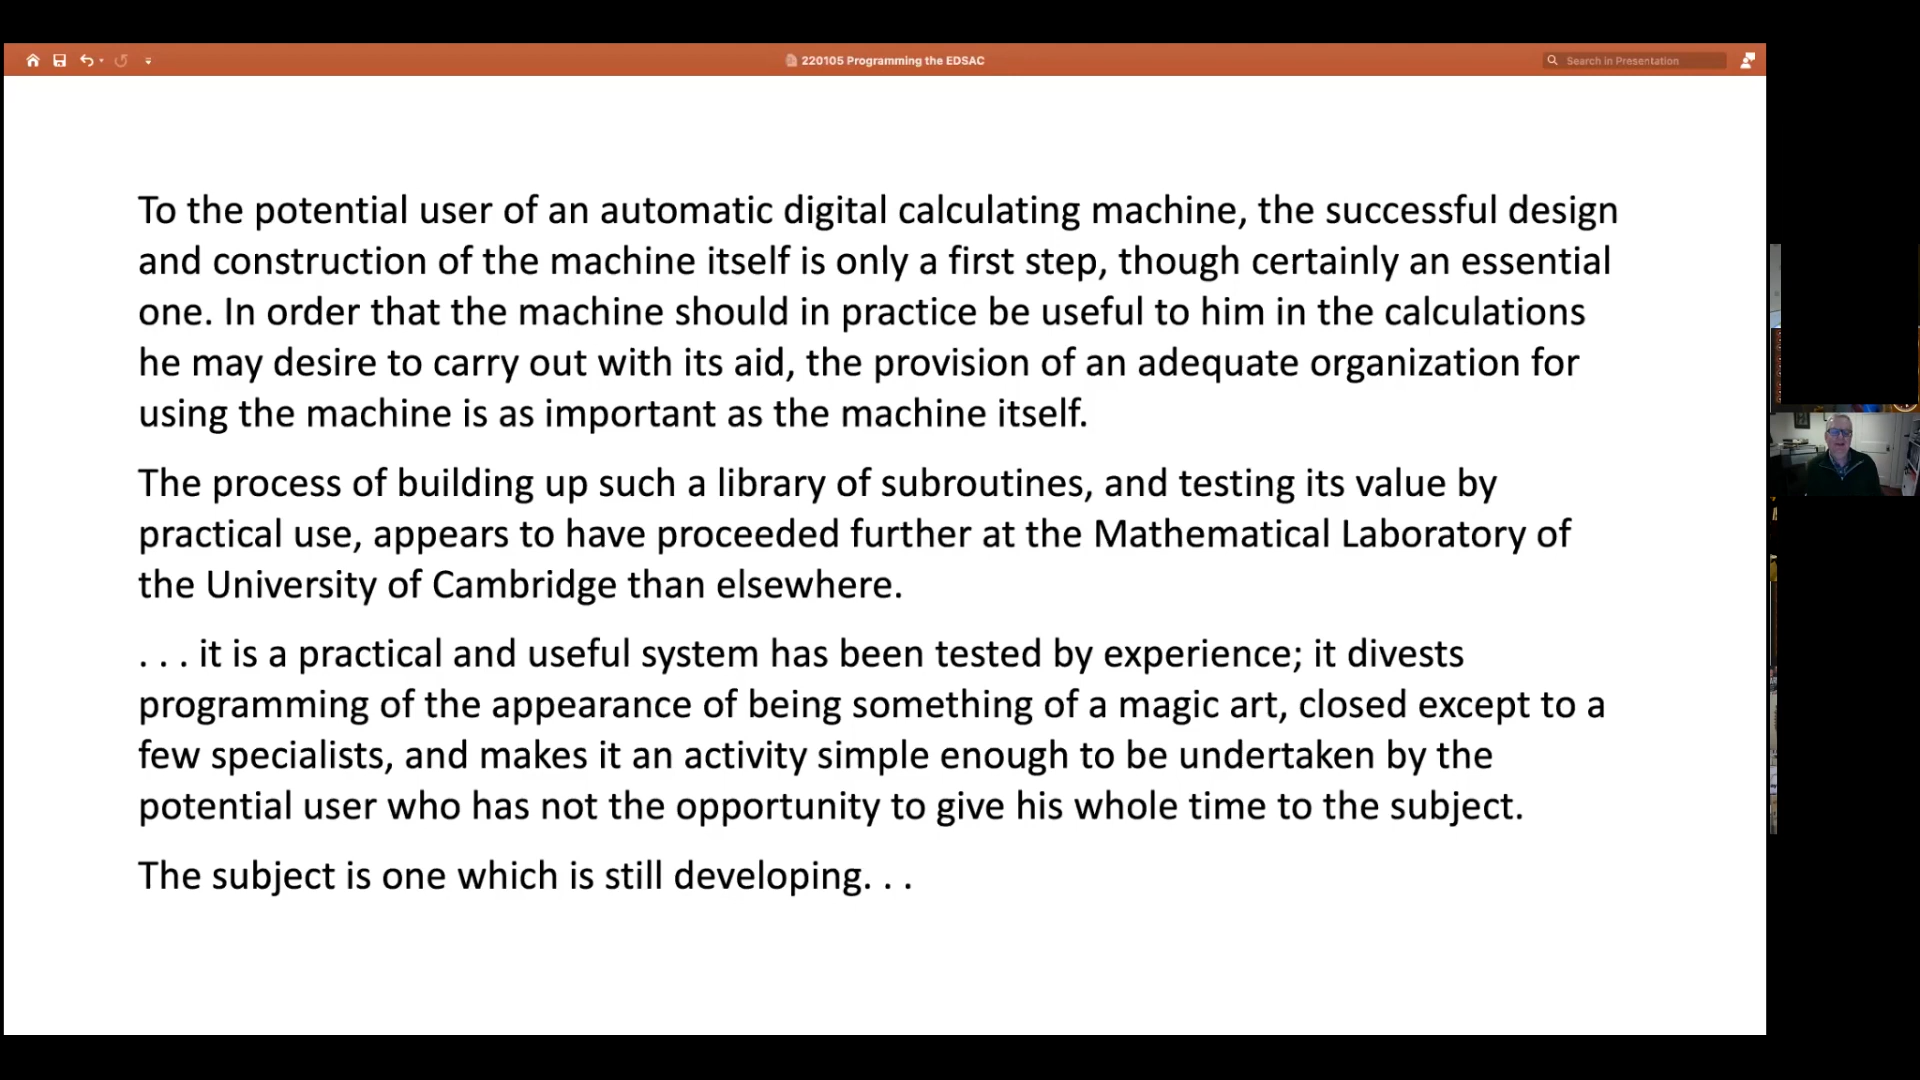 220105 Programming the EDSAC
Search in Presentation
To the potential user of an automatic digital calculating machine, the successful design
and construction of the machine itself is only a first step, though certainly an essential
one. In order that the machine should in practice be useful to him in the calculations
he may desire to carry out with its aid, the provision of an adequate organization for
using the machine is as important as the machine itself.
The process of building up such a library of subroutines, and testing its value by
practical use, appears to have proceeded further at the Mathematical Laboratory of
the University of Cambridge than elsewhere.
. . . it is a practical and useful system has been tested by experience; it divests
programming of the appearance of being something of a magic art, closed except to a
few specialists, and makes it an activity simple enough to be undertaken by the
potential user who has not the opportunity to give his whole time to the subject.
The subject is one which is still developing. . .